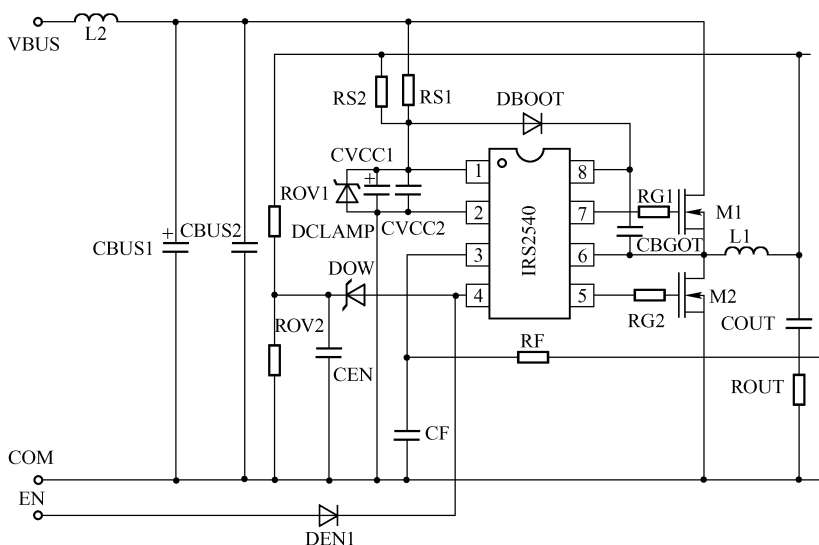 VBUS
L2
RS2
RS1
DBOOT
CVCC1
+
ROV1
DCLAMP
CVCC2
1
2
3
4
8
7
6
5
IRS2540
RG1
M1
CBGOT
L1
CBUS1
+
CBUS2
DOW
M2
RG2
COUT
ROV2
CEN
RF
ROUT
CF
COM
EN
DEN1